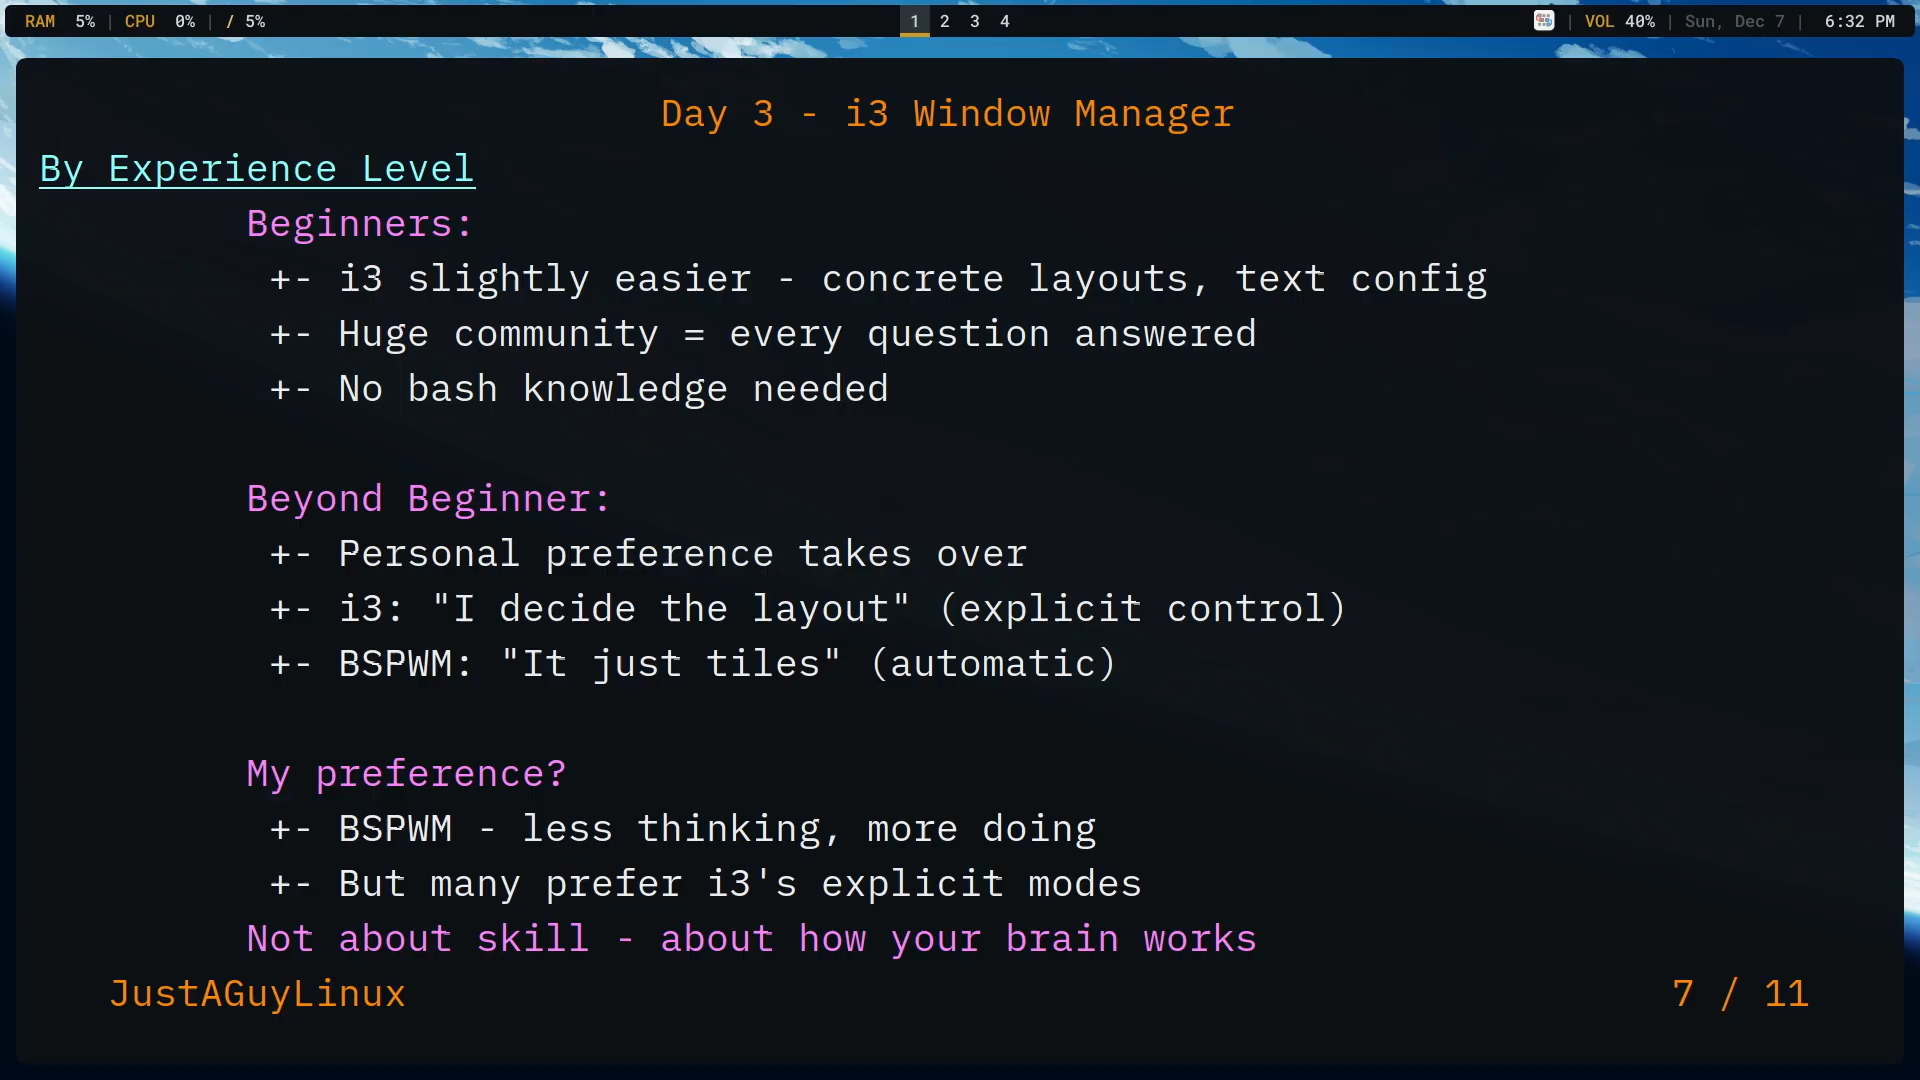 RAM 5% | CPU 0% | / 5% 1 2 3 4 | VOL 40% | Sun, Dec 7 | 6:32 PM
Day 3 - i3 Window Manager
By Experience Level
Beginners:
+- i3 slightly easier - concrete layouts, text config
+- Huge community = every question answered
+- No bash knowledge needed
Beyond Beginner:
+- Personal preference takes over
+- i3: "I decide the layout" (explicit control)
+- BSPWM: "It just tiles" (automatic)
My preference?
+- BSPWM - less thinking, more doing
+- But many prefer i3's explicit modes
Not about skill - about how your brain works
JustAGuyLinux 7 / 11